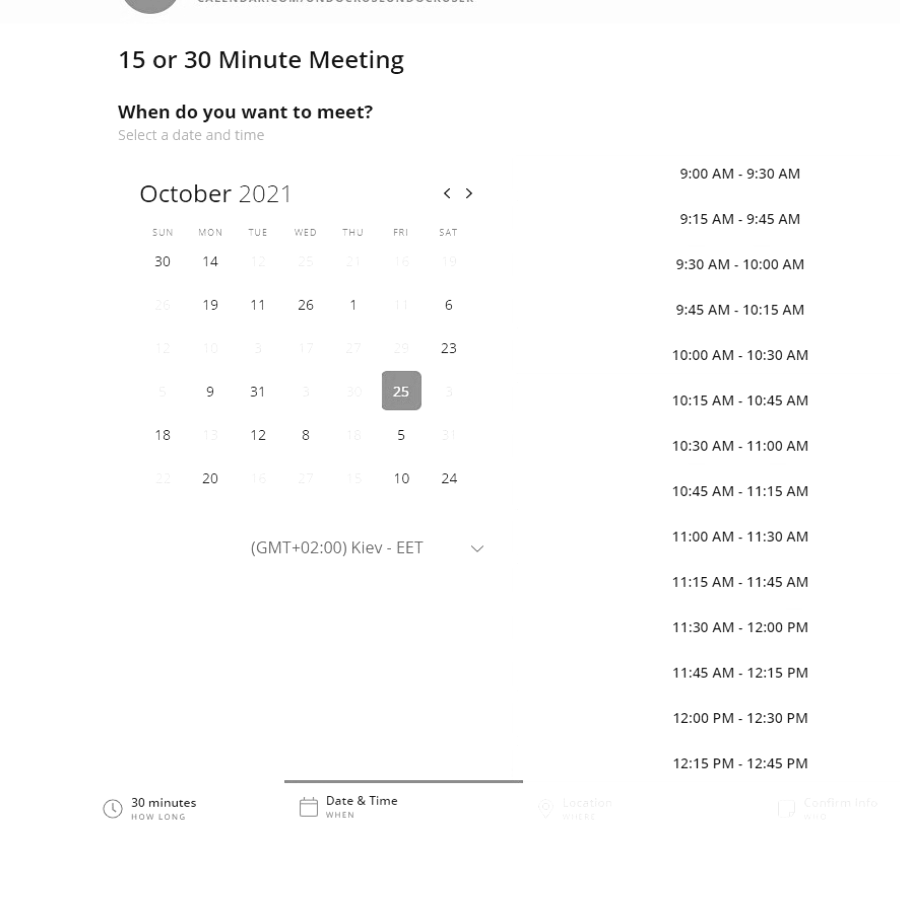 15 or 30 Minute Meeting
When do you want to meet?
Select a date and time
October 2021
SUN MON TUE WED THU FRI SAT
30 14 12 25 21 16 19
26 19 11 26 1 11 6
12 10 3 17 27 29 23
5 9 31 3 30 25 3
18 13 12 8 18 5 31
22 20 16 27 15 10 24
(GMT+02:00) Kiev - EET
9:00 AM - 9:30 AM
9:15 AM - 9:45 AM
9:30 AM - 10:00 AM
9:45 AM - 10:15 AM
10:00 AM - 10:30 AM
10:15 AM - 10:45 AM
10:30 AM - 11:00 AM
10:45 AM - 11:15 AM
11:00 AM - 11:30 AM
11:15 AM - 11:45 AM
11:30 AM - 12:00 PM
11:45 AM - 12:15 PM
12:00 PM - 12:30 PM
12:15 PM - 12:45 PM
30 minutes
HOW LONG
Date & Time
WHEN
Location
WHERE
Confirm Info
WHO